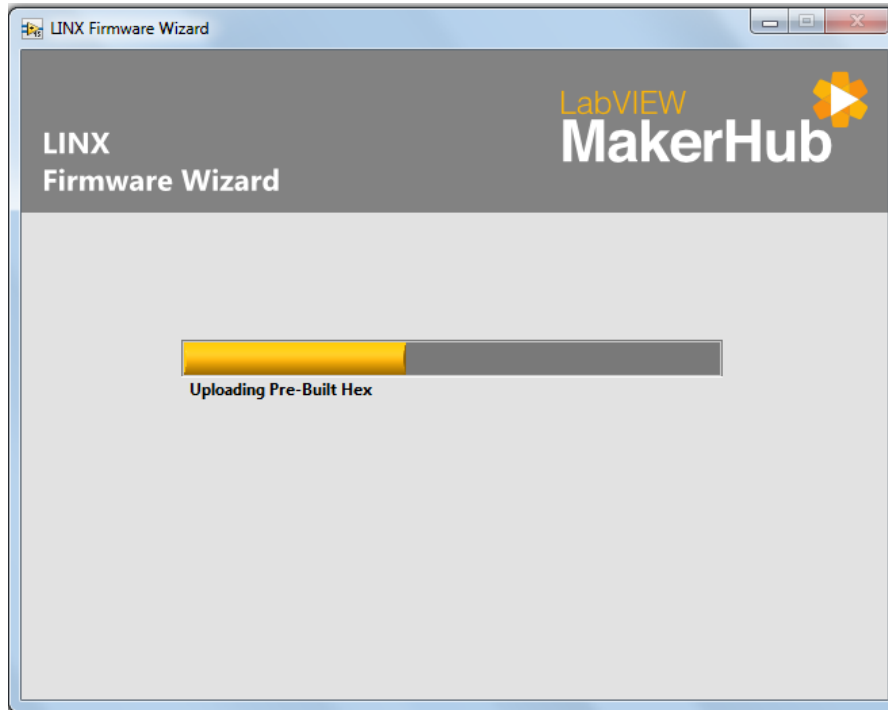 LINX Firmware Wizard
LabVIEW
MakerHub
LINX
Firmware Wizard
Uploading Pre-Built Hex